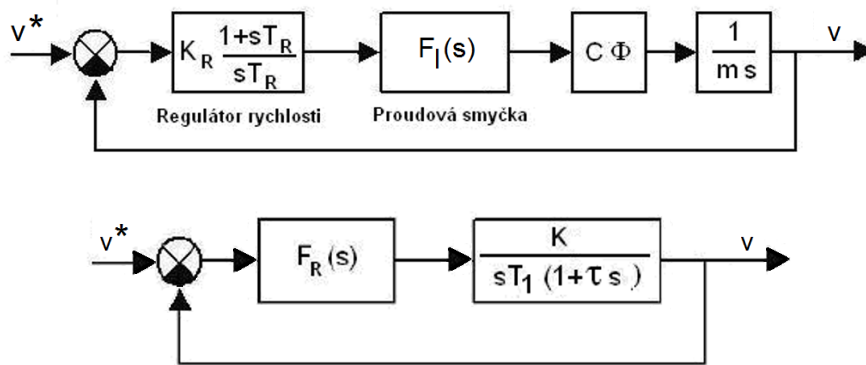 v*
K_R (1+sT_R)/(sT_R)
F_I(s)
C Φ
1/(m s)
v
Regulátor rychlosti
Proudová smyčka
v*
F_R(s)
K/(sT_1 (1+τ s ))
v